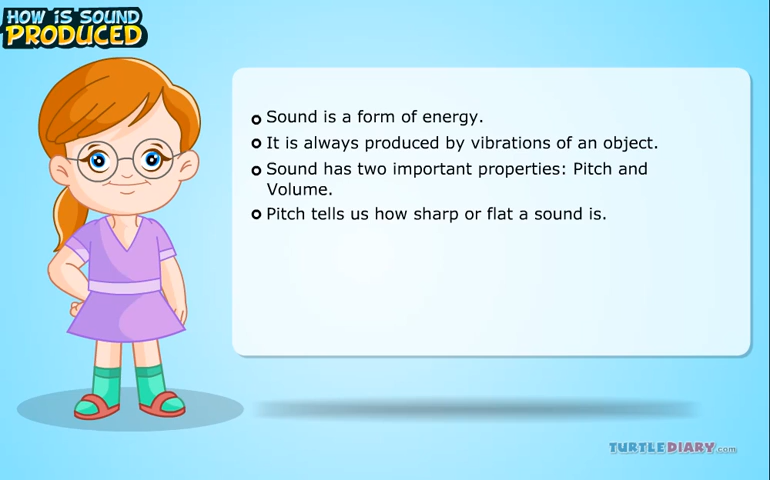 HOW IS SOUND
PRODUCED
Sound is a form of energy.
It is always produced by vibrations of an object.
Sound has two important properties: Pitch and
Volume.
Pitch tells us how sharp or flat a sound is.
TURTLEDIARY.com